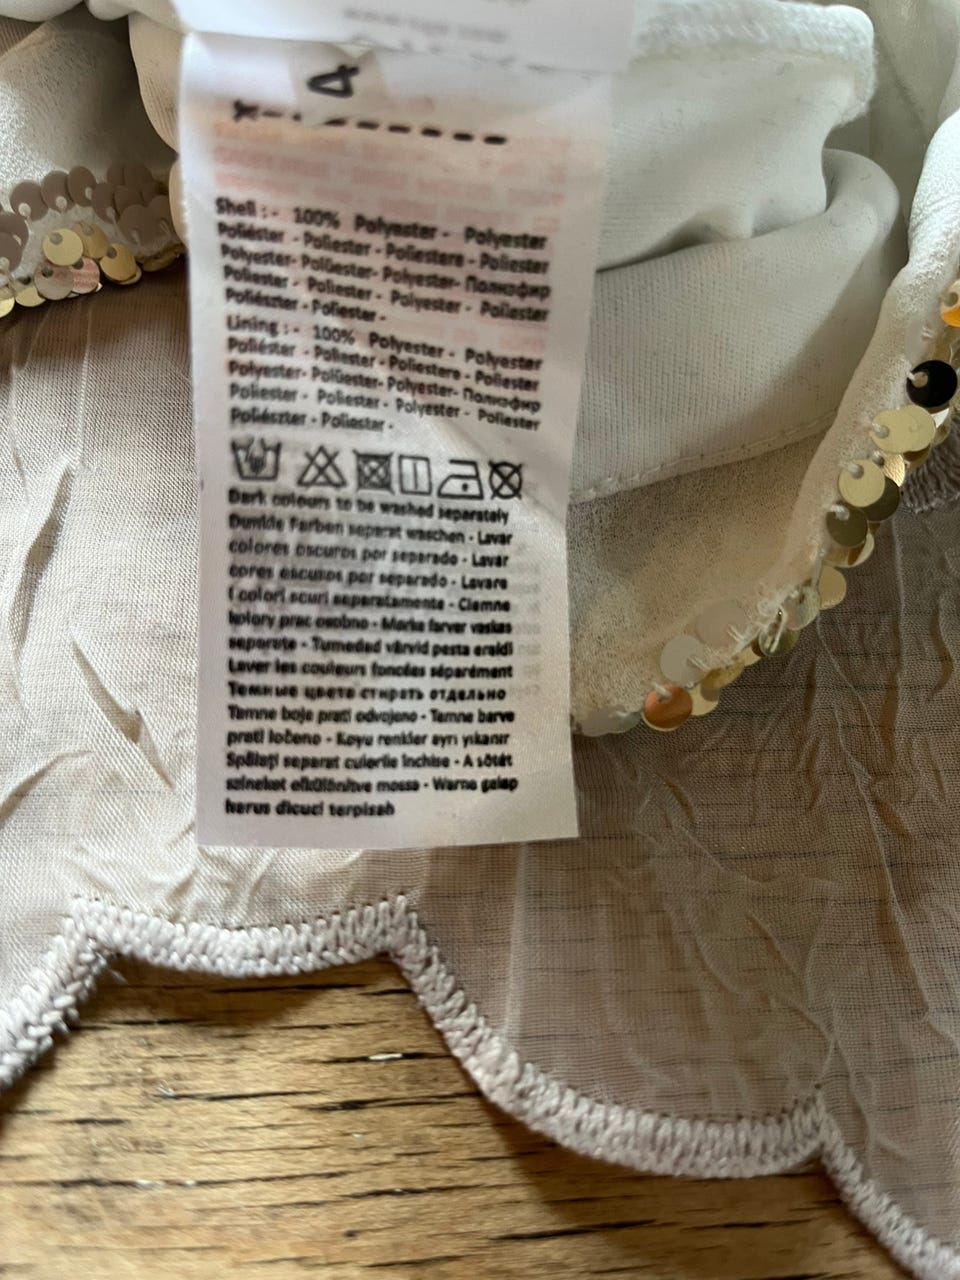 4
Shell : - 100% Polyester - Polyester
Poliéster - Poliester - Poliestere - Poliester
Polyester- Polüester- Polyester- Полиэфир
Poliester - Poliester - Polyester - Poliester
Poliészter - Poliester -
Lining : - 100% Polyester - Polyester
Poliéster - Poliester - Poliestere - Poliester
Polyester- Polüester- Polyester- Полиэфир
Poliester - Poliester - Polyester - Poliester
Poliészter - Poliester -
Dark colours to be washed separately
Dunkle Farben separat waschen - Lavar
colores oscuros por separado - Lavar
cores escuras por separado - Lavare
I colori scuri separatamente - Ciemne
kolory prac osobno - Mørke farver vaskes
separate - Tumedad värvid pesta eraldi
Laver les couleurs foncées séparément
Темные цвета стирать отдельно
Tamne boje prati odvojeno - Temne barve
prati ločeno - Koyu renkler ayrı yıkanır
Spălați separat culorile închise - A sötét
színeket elkülönítve mossa - Warna gelap
harus dicuci terpisah